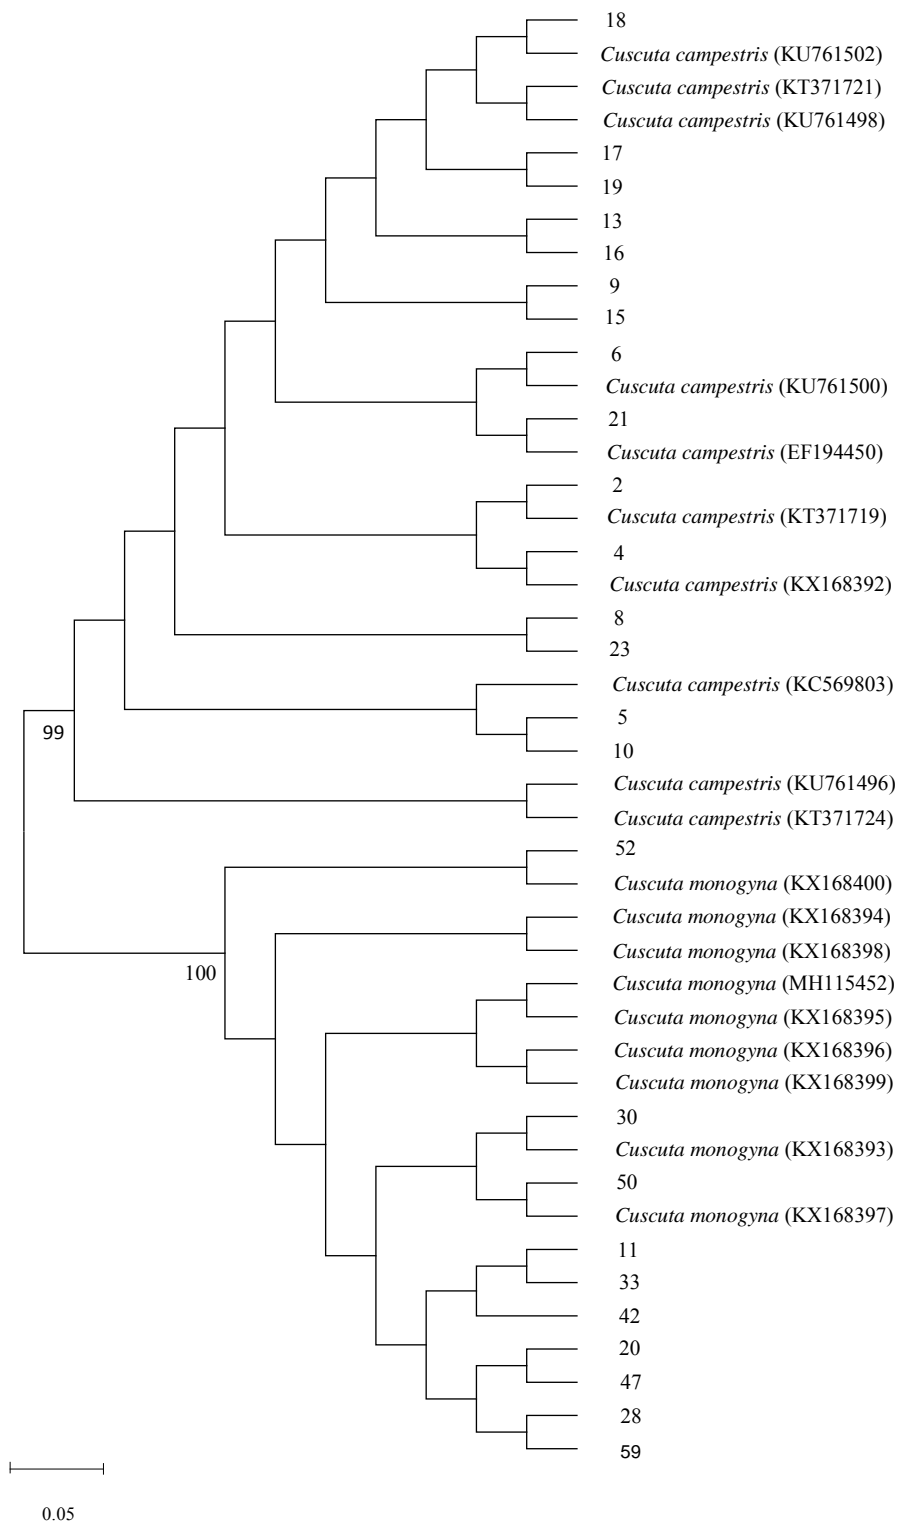 18
Cuscuta campestris (KU761502)
Cuscuta campestris (KT371721)
Cuscuta campestris (KU761498)
17
19
13
16
9
15
6
Cuscuta campestris (KU761500)
21
Cuscuta campestris (EF194450)
2
Cuscuta campestris (KT371719)
4
Cuscuta campestris (KX168392)
8
23
Cuscuta campestris (KC569803)
5
99
10
Cuscuta campestris (KU761496)
Cuscuta campestris (KT371724)
52
Cuscuta monogyna (KX168400)
Cuscuta monogyna (KX168394)
Cuscuta monogyna (KX168398)
100
Cuscuta monogyna (MH115452)
Cuscuta monogyna (KX168395)
Cuscuta monogyna (KX168396)
Cuscuta monogyna (KX168399)
30
Cuscuta monogyna (KX168393)
50
Cuscuta monogyna (KX168397)
11
33
42
20
47
28
59
0.05